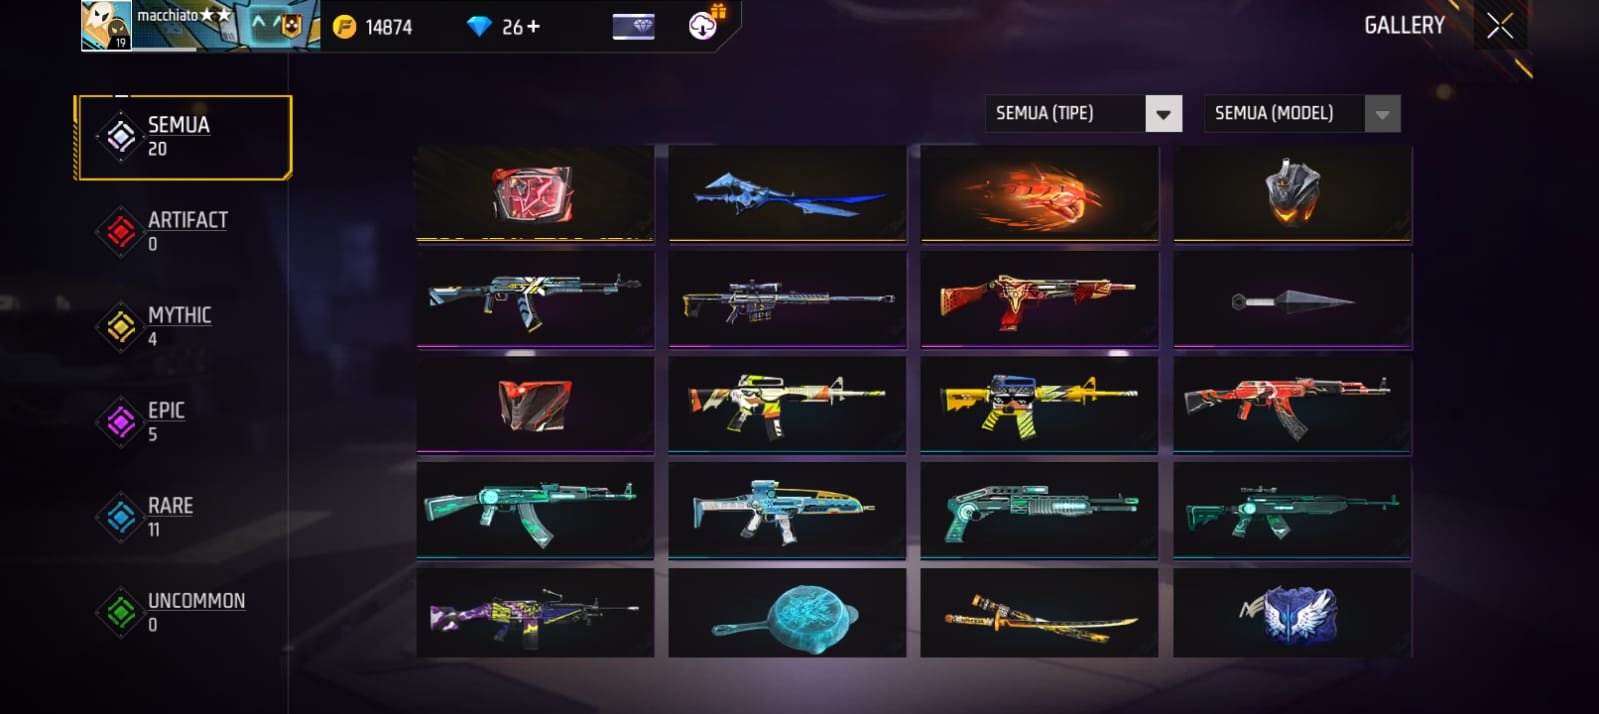 macchiato★★
19
14874
26+
GALLERY
SEMUA (TIPE)
SEMUA (MODEL)
SEMUA
20
ARTIFACT
0
MYTHIC
4
EPIC
5
RARE
11
UNCOMMON
0